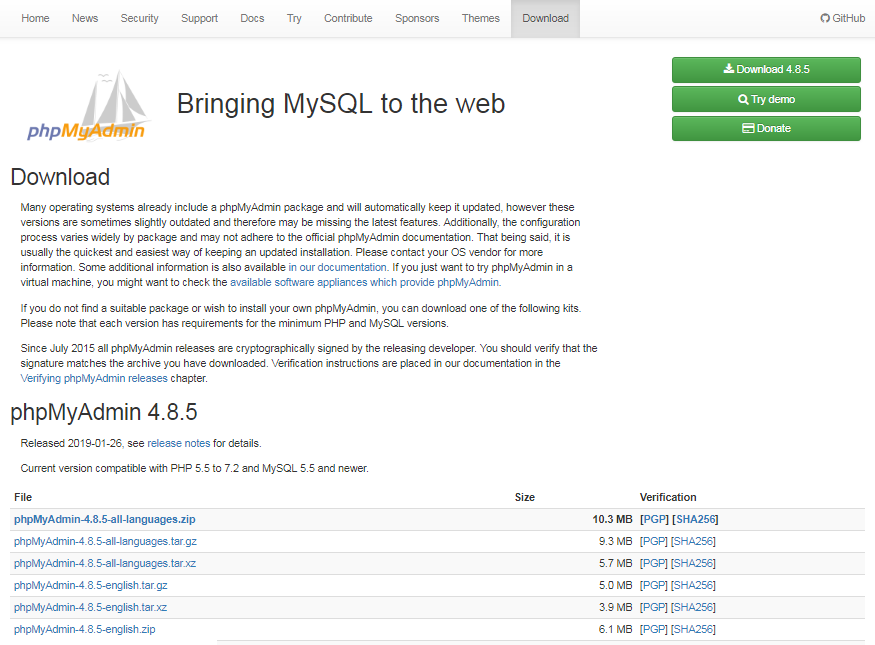 Home News Security Support Docs Try Contribute Sponsors Themes Download GitHub
Download 4.8.5
phpMyAdmin
Bringing MySQL to the web
Try demo
Donate
Download
Many operating systems already include a phpMyAdmin package and will automatically keep it updated, however these
versions are sometimes slightly outdated and therefore may be missing the latest features. Additionally, the configuration
process varies widely by package and may not adhere to the official phpMyAdmin documentation. That being said, it is
usually the quickest and easiest way of keeping an updated installation. Please contact your OS vendor for more
information. Some additional information is also available in our documentation. If you just want to try phpMyAdmin in a
virtual machine, you might want to check the available software appliances which provide phpMyAdmin.
If you do not find a suitable package or wish to install your own phpMyAdmin, you can download one of the following kits.
Please note that each version has requirements for the minimum PHP and MySQL versions.
Since July 2015 all phpMyAdmin releases are cryptographically signed by the releasing developer. You should verify that the
signature matches the archive you have downloaded. Verification instructions are placed in our documentation in the
Verifying phpMyAdmin releases chapter.
phpMyAdmin 4.8.5
Released 2019-01-26, see release notes for details.
Current version compatible with PHP 5.5 to 7.2 and MySQL 5.5 and newer.
File Size Verification
phpMyAdmin-4.8.5-all-languages.zip 10.3 MB [PGP] [SHA256]
phpMyAdmin-4.8.5-all-languages.tar.gz 9.3 MB [PGP] [SHA256]
phpMyAdmin-4.8.5-all-languages.tar.xz 5.7 MB [PGP] [SHA256]
phpMyAdmin-4.8.5-english.tar.gz 5.0 MB [PGP] [SHA256]
phpMyAdmin-4.8.5-english.tar.xz 3.9 MB [PGP] [SHA256]
phpMyAdmin-4.8.5-english.zip 6.1 MB [PGP] [SHA256]